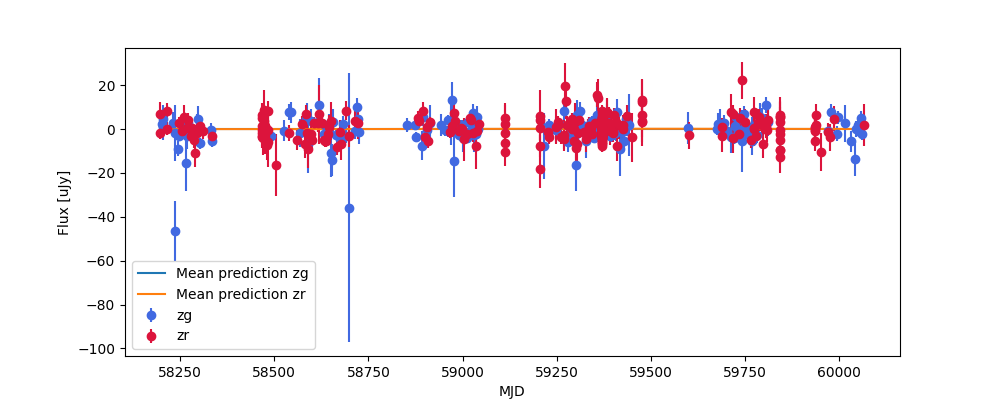 20
0
−20
−40
−60
−80
−100
Flux [uJy]
Mean prediction zg
Mean prediction zr
zg
zr
58250 58500 58750 59000 59250 59500 59750 60000
MJD